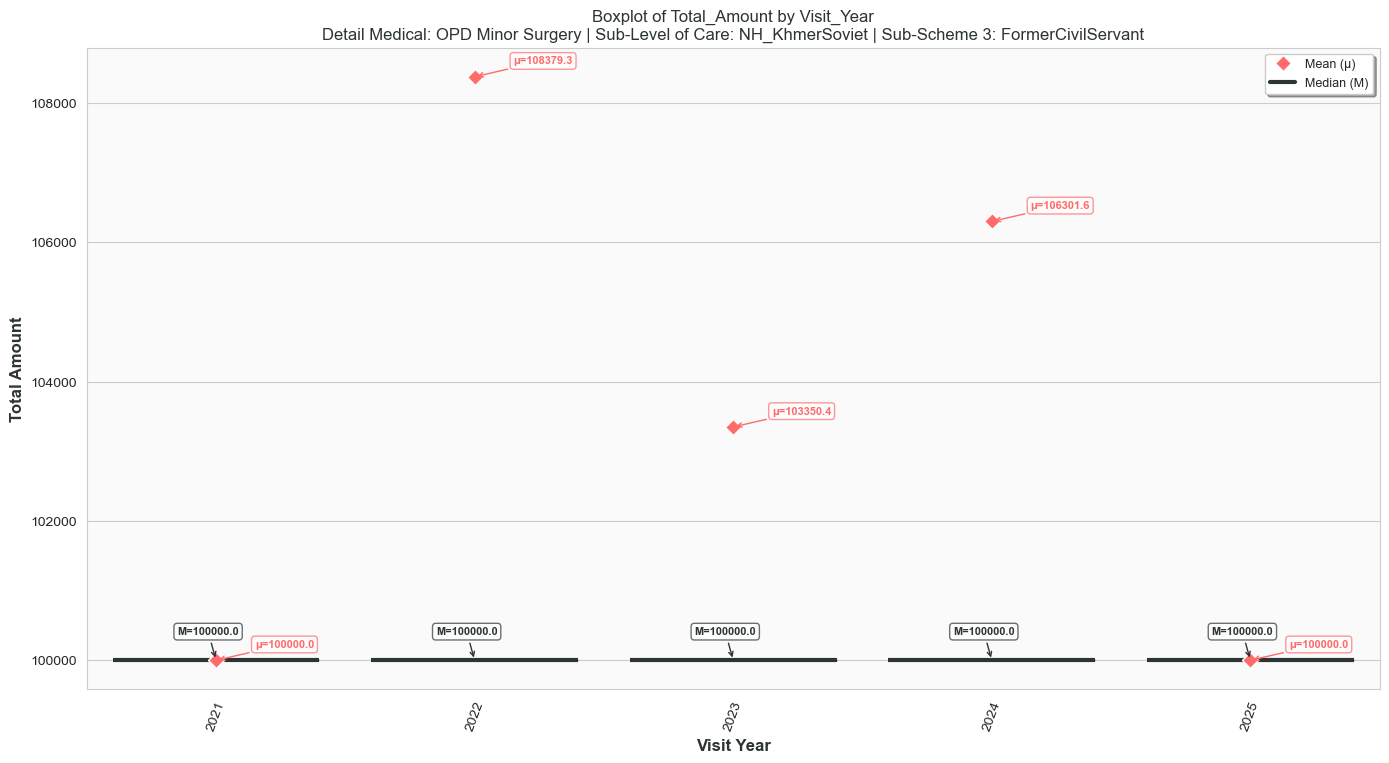 Boxplot of Total_Amount by Visit_Year
Detail Medical: OPD Minor Surgery | Sub-Level of Care: NH_KhmerSoviet | Sub-Scheme 3: FormerCivilServant
μ=108379.3
Mean (μ)
Median (M)
108000
μ=106301.6
106000
Total Amount
104000
μ=103350.4
102000
M=100000.0
μ=100000.0
M=100000.0
M=100000.0
M=100000.0
M=100000.0
μ=100000.0
100000
2021
2022
2023
2024
2025
Visit Year